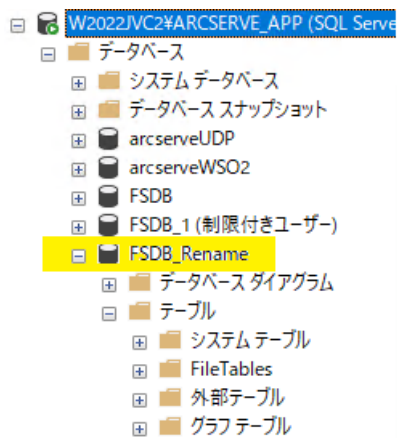 W2022JVC2¥ARCSERVE_APP (SQL Serve
データベース
システム データベース
データベース スナップショット
arcserveUDP
arcserveWSO2
FSDB
FSDB_1 (制限付きユーザー)
FSDB_Rename
データベース ダイアグラム
テーブル
システム テーブル
FileTables
外部テーブル
グラフ テーブル